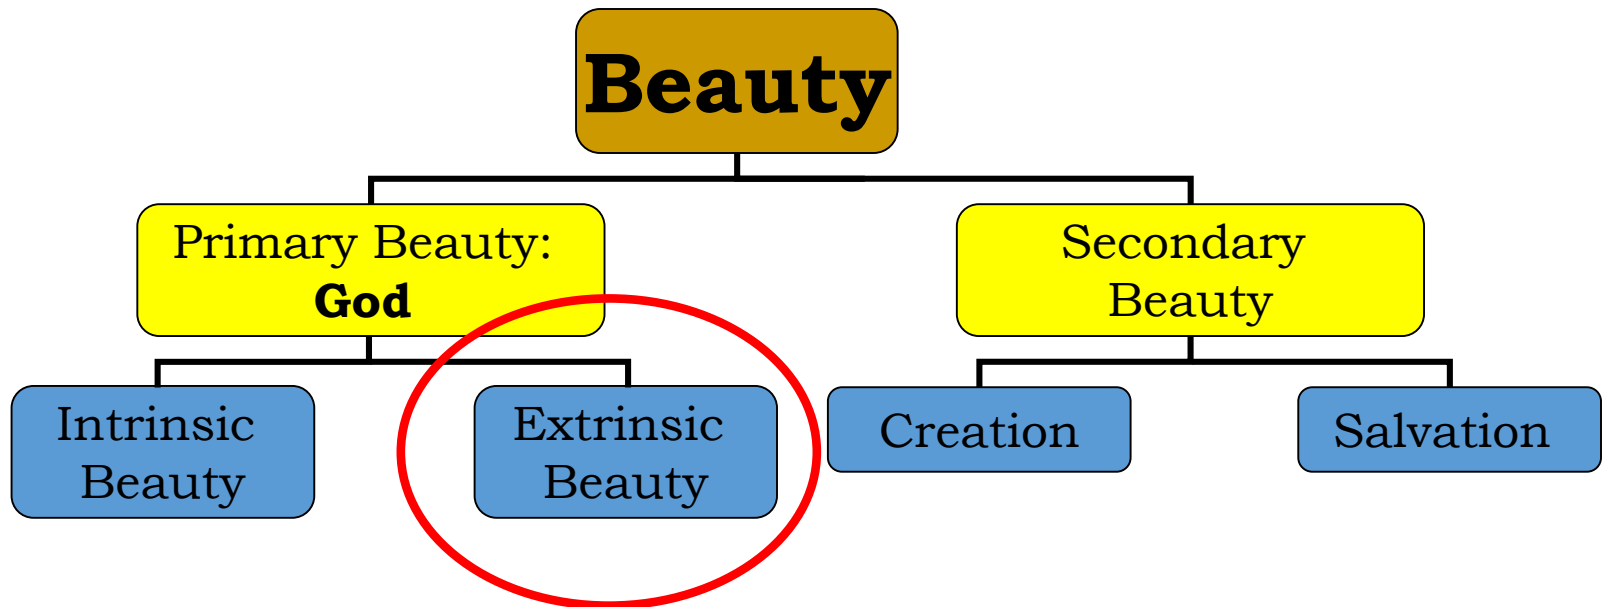 Beauty
Primary Beauty:
God
Secondary
Beauty
Intrinsic
Beauty
Extrinsic
Beauty
Creation
Salvation